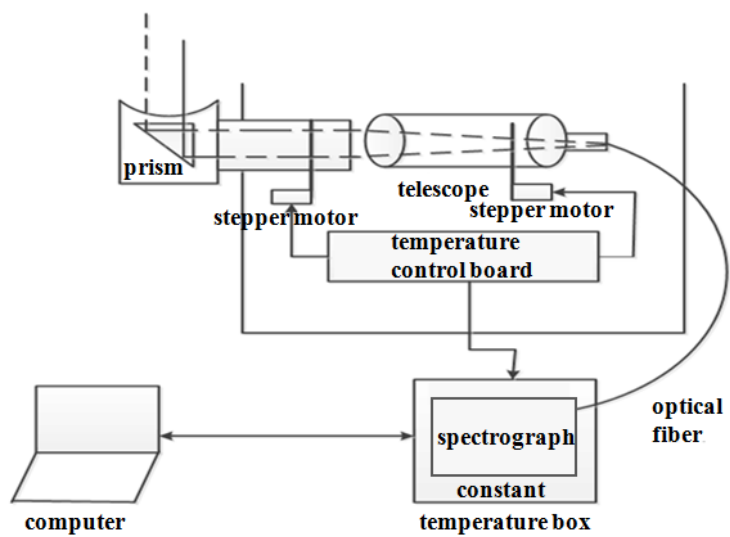 prism
telescope
stepper motor
stepper motor
temperature
control board
optical
fiber
spectrograph
constant
temperature box
computer